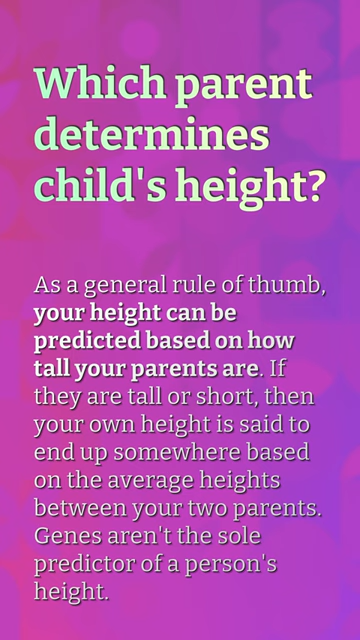 Which parent
determines
child's height?
As a general rule of thumb,
your height can be
predicted based on how
tall your parents are. If
they are tall or short, then
your own height is said to
end up somewhere based
on the average heights
between your two parents.
Genes aren't the sole
predictor of a person's
height.